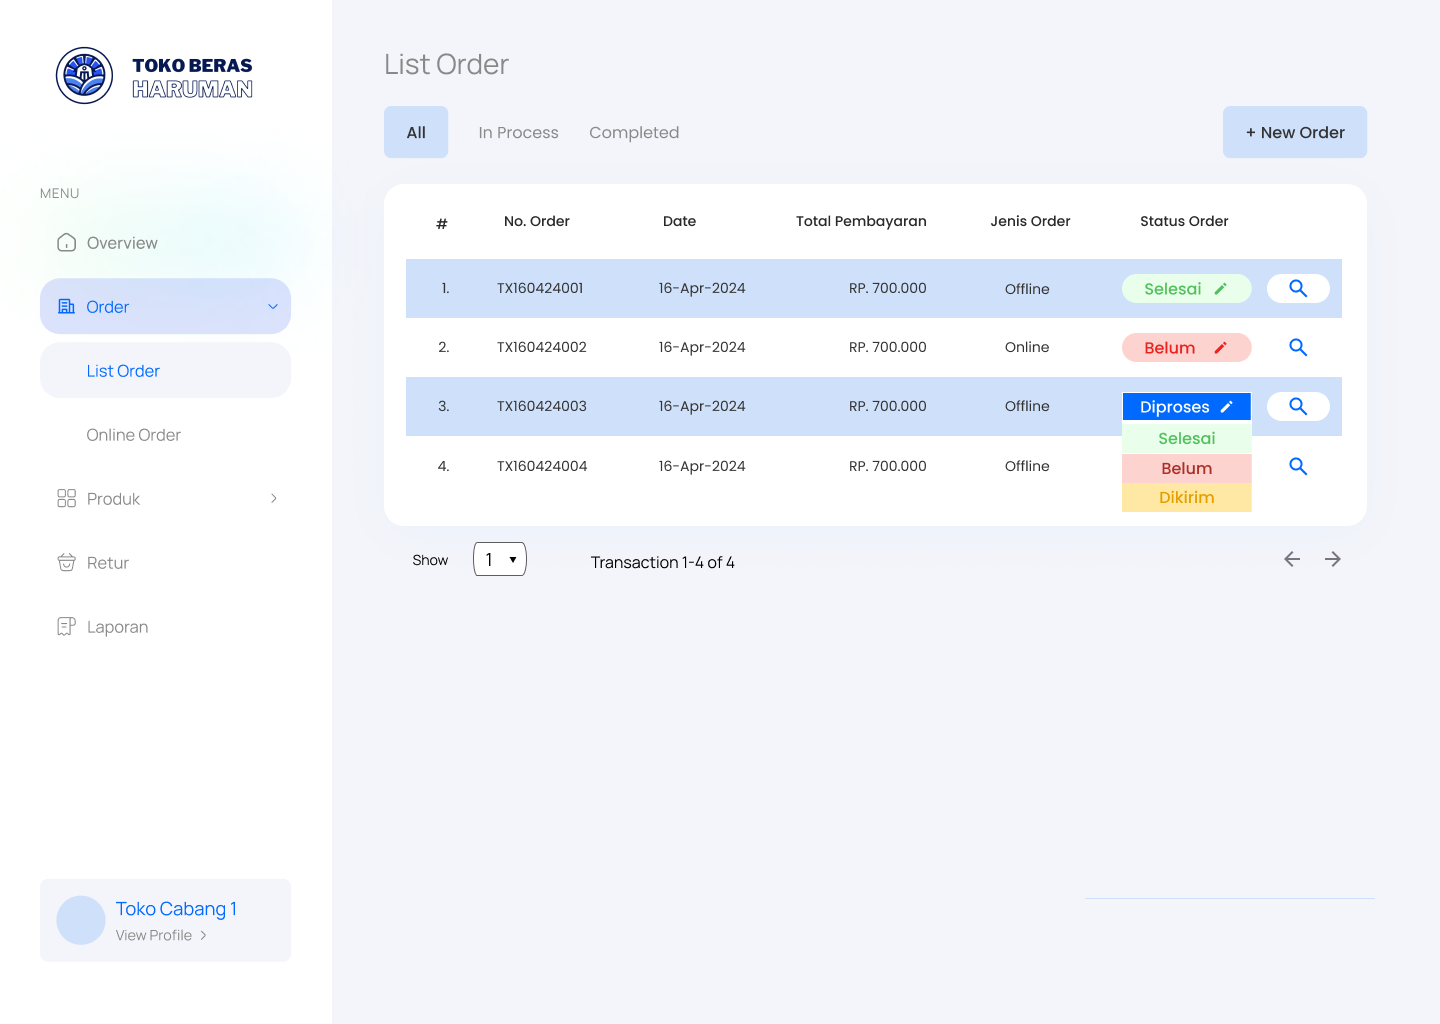 TOKO BERAS
HARUMAN
MENU
Overview
Order
List Order
Online Order
Produk
Retur
Laporan
Toko Cabang 1
View Profile
List Order
All In Process Completed + New Order
# No. Order Date Total Pembayaran Jenis Order Status Order
1. TX160424001 16-Apr-2024 RP. 700.000 Offline Selesai
2. TX160424002 16-Apr-2024 RP. 700.000 Online Belum
3. TX160424003 16-Apr-2024 RP. 700.000 Offline Diproses
Selesai
4. TX160424004 16-Apr-2024 RP. 700.000 Offline Belum
Dikirim
Show 1 Transaction 1-4 of 4